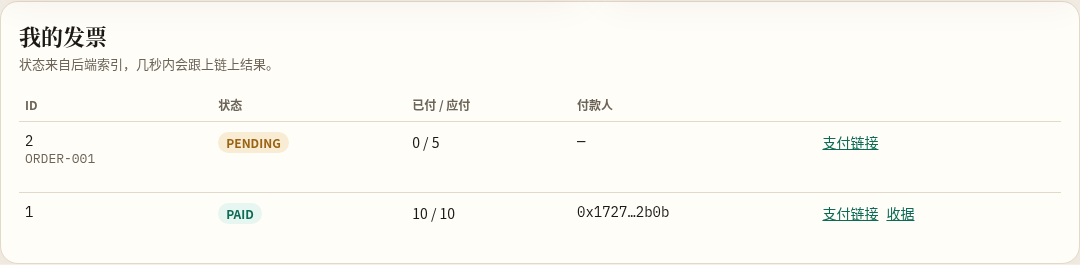 我的发票
状态来自后端索引，几秒内会跟上链上结果。
ID 状态 已付 / 应付 付款人
2 PENDING 0 / 5 — 支付链接
ORDER-001
1 PAID 10 / 10 0x1727…2b0b 支付链接 收据